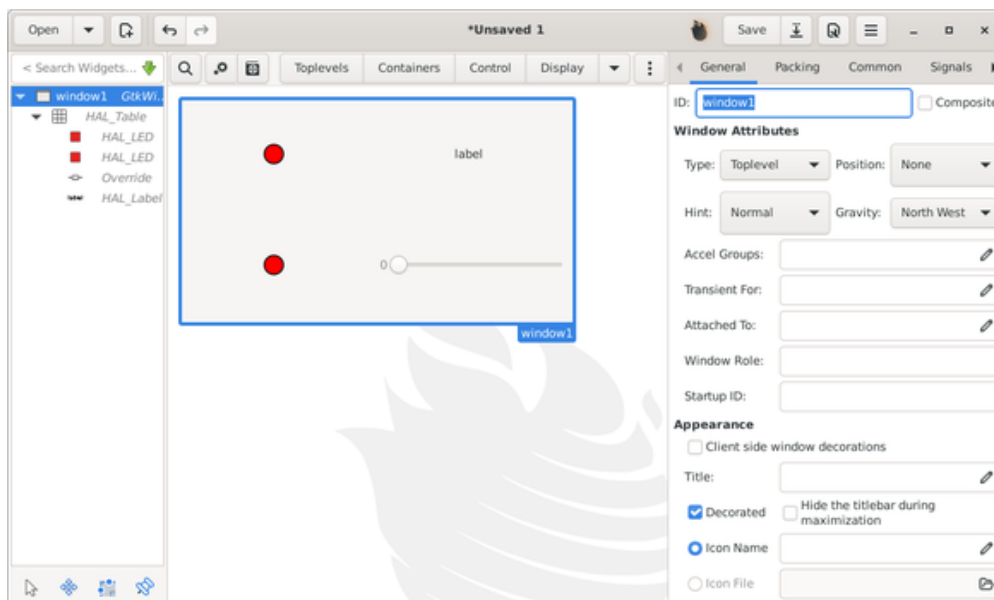 Open *Unsaved 1 Save
< Search Widgets... Toplevels Containers Control Display General Packing Common Signals
window1 GtkWi..
HAL_Table
HAL_LED
HAL_LED
Override
HAL_Label
label
0
window1
ID: window1 Composite
Window Attributes
Type: Toplevel Position: None
Hint: Normal Gravity: North West
Accel Groups:
Transient For:
Attached To:
Window Role:
Startup ID:
Appearance
Client side window decorations
Title:
Decorated Hide the titlebar during
maximization
Icon Name
Icon File